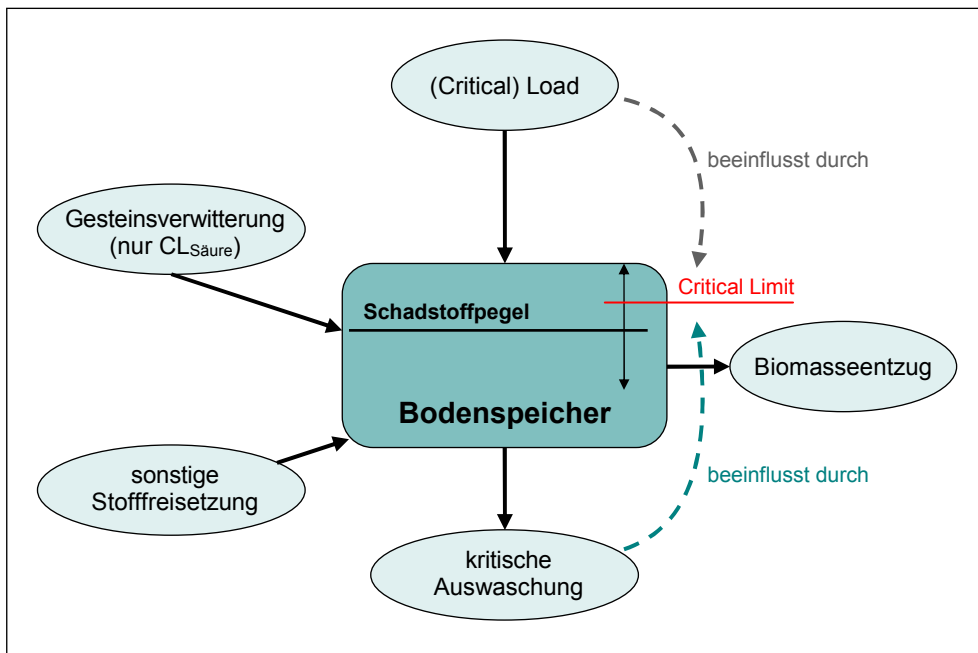 (Critical) Load
beeinflusst durch
Gesteinsverwitterung
(nur CLSäure)
Critical Limit
Schadstoffpegel
Biomasseentzug
Bodenspeicher
sonstige
Stofffreisetzung
beeinflusst durch
kritische
Auswaschung